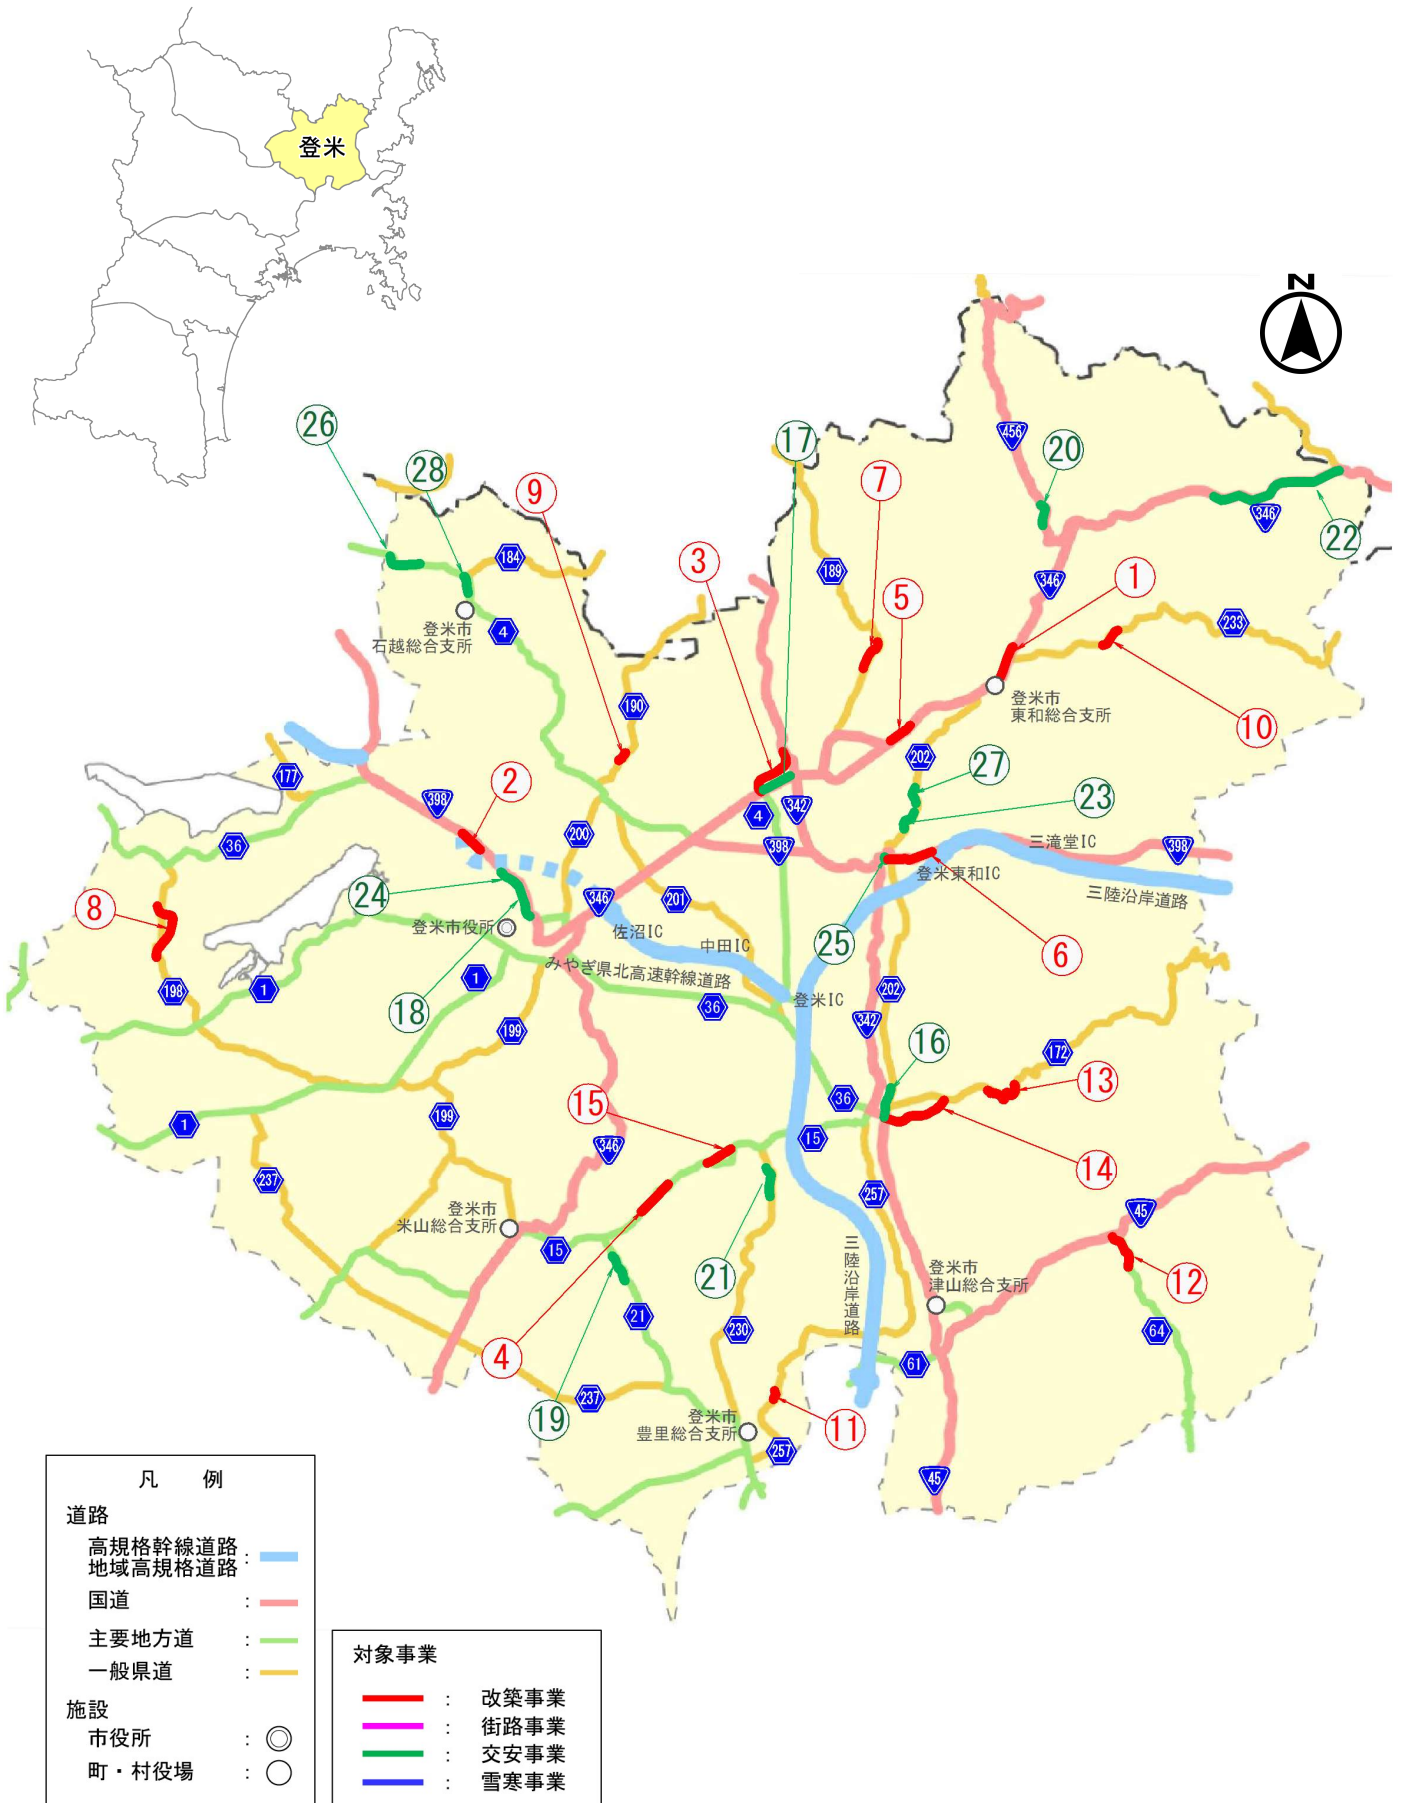 登米
N
26
28
9
17
7
20
22
456
346
3
189
5
1
184
346
233
登米市
石越総合支所
4
登米市
東和総合支所
10
190
202
27
23
177
2
398
342
4
36
200
398
三滝堂IC
398
登米東和IC
三陸沿岸道路
24
8
346
201
登米市役所
佐沼IC
中田IC
25
6
みやぎ県北高速幹線道路
198
1
1
18
199
36
登米IC
202
342
16
172
13
15
36
1
199
346
15
14
237
257
登米市
米山総合支所
15
45
21
三陸沿岸道路
登米市
津山総合支所
12
19
21
230
64
4
61
237
11
登米市
豊里総合支所
257
45
凡 例
道路
高規格幹線道路
地域高規格道路 :
国道 :
主要地方道 :
一般県道 :
施設
市役所 :
町・村役場 :
対象事業
: 改築事業
: 街路事業
: 交安事業
: 雪寒事業